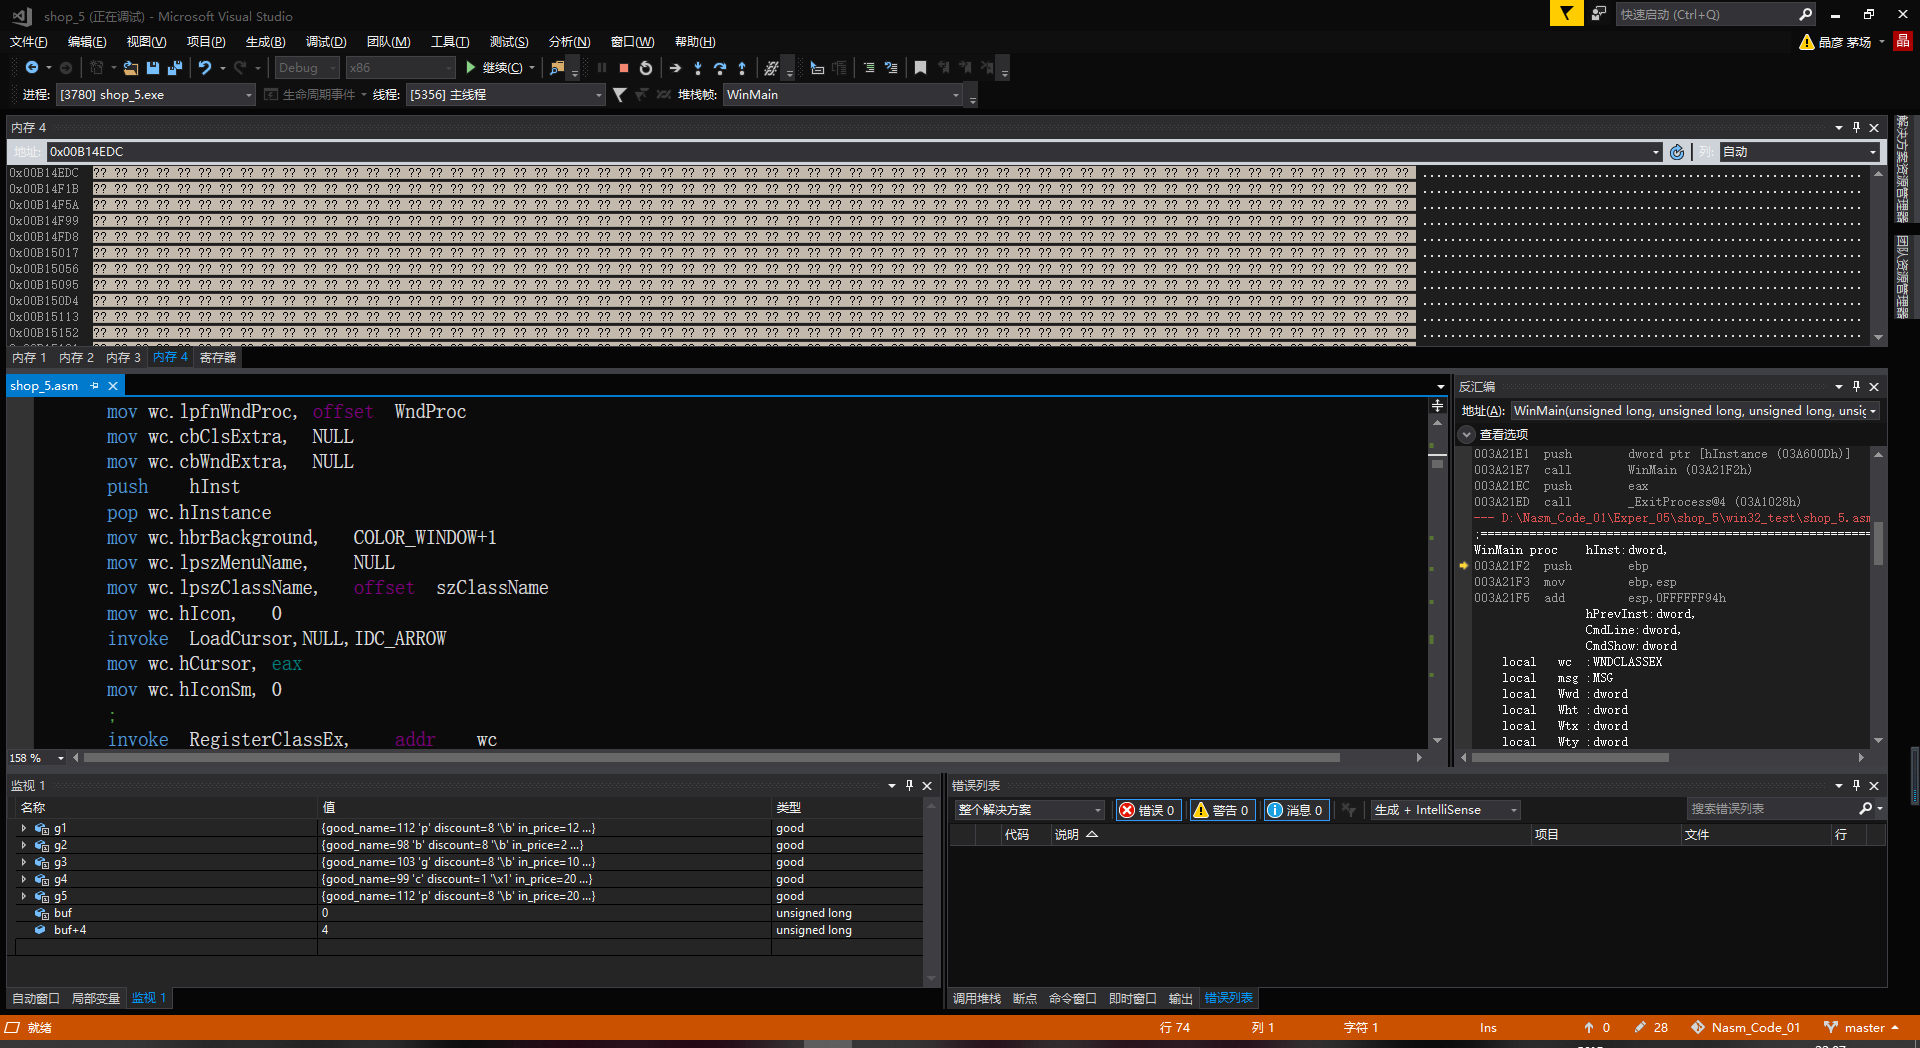 shop_5 (正在调试) - Microsoft Visual Studio
快速启动 (Ctrl+Q)
文件(F) 编辑(E) 视图(V) 项目(P) 生成(B) 调试(D) 团队(M) 工具(T) 测试(S) 分析(N) 窗口(W) 帮助(H)
晶彦 茅场 晶
Debug x86 继续(C)
进程: [3780] shop_5.exe 生命周期事件 线程: [5356] 主线程 堆栈帧: WinMain
内存 4
地址: 0x00B14EDC 列: 自动
0x00B14EDC
0x00B14F1B
0x00B14F5A
0x00B14F99
0x00B14FD8
0x00B15017
0x00B15056
0x00B15095
0x00B150D4
0x00B15113
0x00B15152
内存 1 内存 2 内存 3 内存 4 寄存器
解决方案资源管理器
团队资源管理器
shop_5.asm
mov wc.lpfnWndProc, offset WndProc
mov wc.cbClsExtra, NULL
mov wc.cbWndExtra, NULL
push hInst
pop wc.hInstance
mov wc.hbrBackground, COLOR_WINDOW+1
mov wc.lpszMenuName, NULL
mov wc.lpszClassName, offset szClassName
mov wc.hIcon, 0
invoke LoadCursor,NULL,IDC_ARROW
mov wc.hCursor, eax
mov wc.hIconSm, 0
;
invoke RegisterClassEx, addr wc
158 %
反汇编
地址(A): WinMain(unsigned long, unsigned long, unsigned long, unsig
查看选项
003A21E1 push dword ptr [hInstance (03A600Dh)]
003A21E7 call WinMain (03A21F2h)
003A21EC push eax
003A21ED call _ExitProcess@4 (03A1028h)
--- D:\Nasm_Code_01\Exper_05\shop_5\win32_test\shop_5.asm
;=========================================================
WinMain proc hInst:dword,
003A21F2 push ebp
003A21F3 mov ebp,esp
003A21F5 add esp,0FFFFFF94h
hPrevInst:dword,
CmdLine:dword,
CmdShow:dword
local wc :WNDCLASSEX
local msg :MSG
local Wwd :dword
local Wht :dword
local Wtx :dword
local Wty :dword
监视 1
名称 值 类型
g1 {good_name=112 'p' discount=8 '\b' in_price=12 ...} good
g2 {good_name=98 'b' discount=8 '\b' in_price=2 ...} good
g3 {good_name=103 'g' discount=8 '\b' in_price=10 ...} good
g4 {good_name=99 'c' discount=1 '\x1' in_price=20 ...} good
g5 {good_name=112 'p' discount=8 '\b' in_price=20 ...} good
buf 0 unsigned long
buf+4 4 unsigned long
自动窗口 局部变量 监视 1
错误列表
整个解决方案 错误 0 警告 0 消息 0 生成 + IntelliSense 搜索错误列表
代码 说明 项目 文件 行
调用堆栈 断点 命令窗口 即时窗口 输出 错误列表
就绪 行 74 列 1 字符 1 Ins 0 28 Nasm_Code_01 master